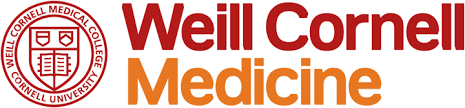 WEILL CORNELL MEDICAL COLLEGE
CORNELL UNIVERSITY
Weill Cornell
Medicine